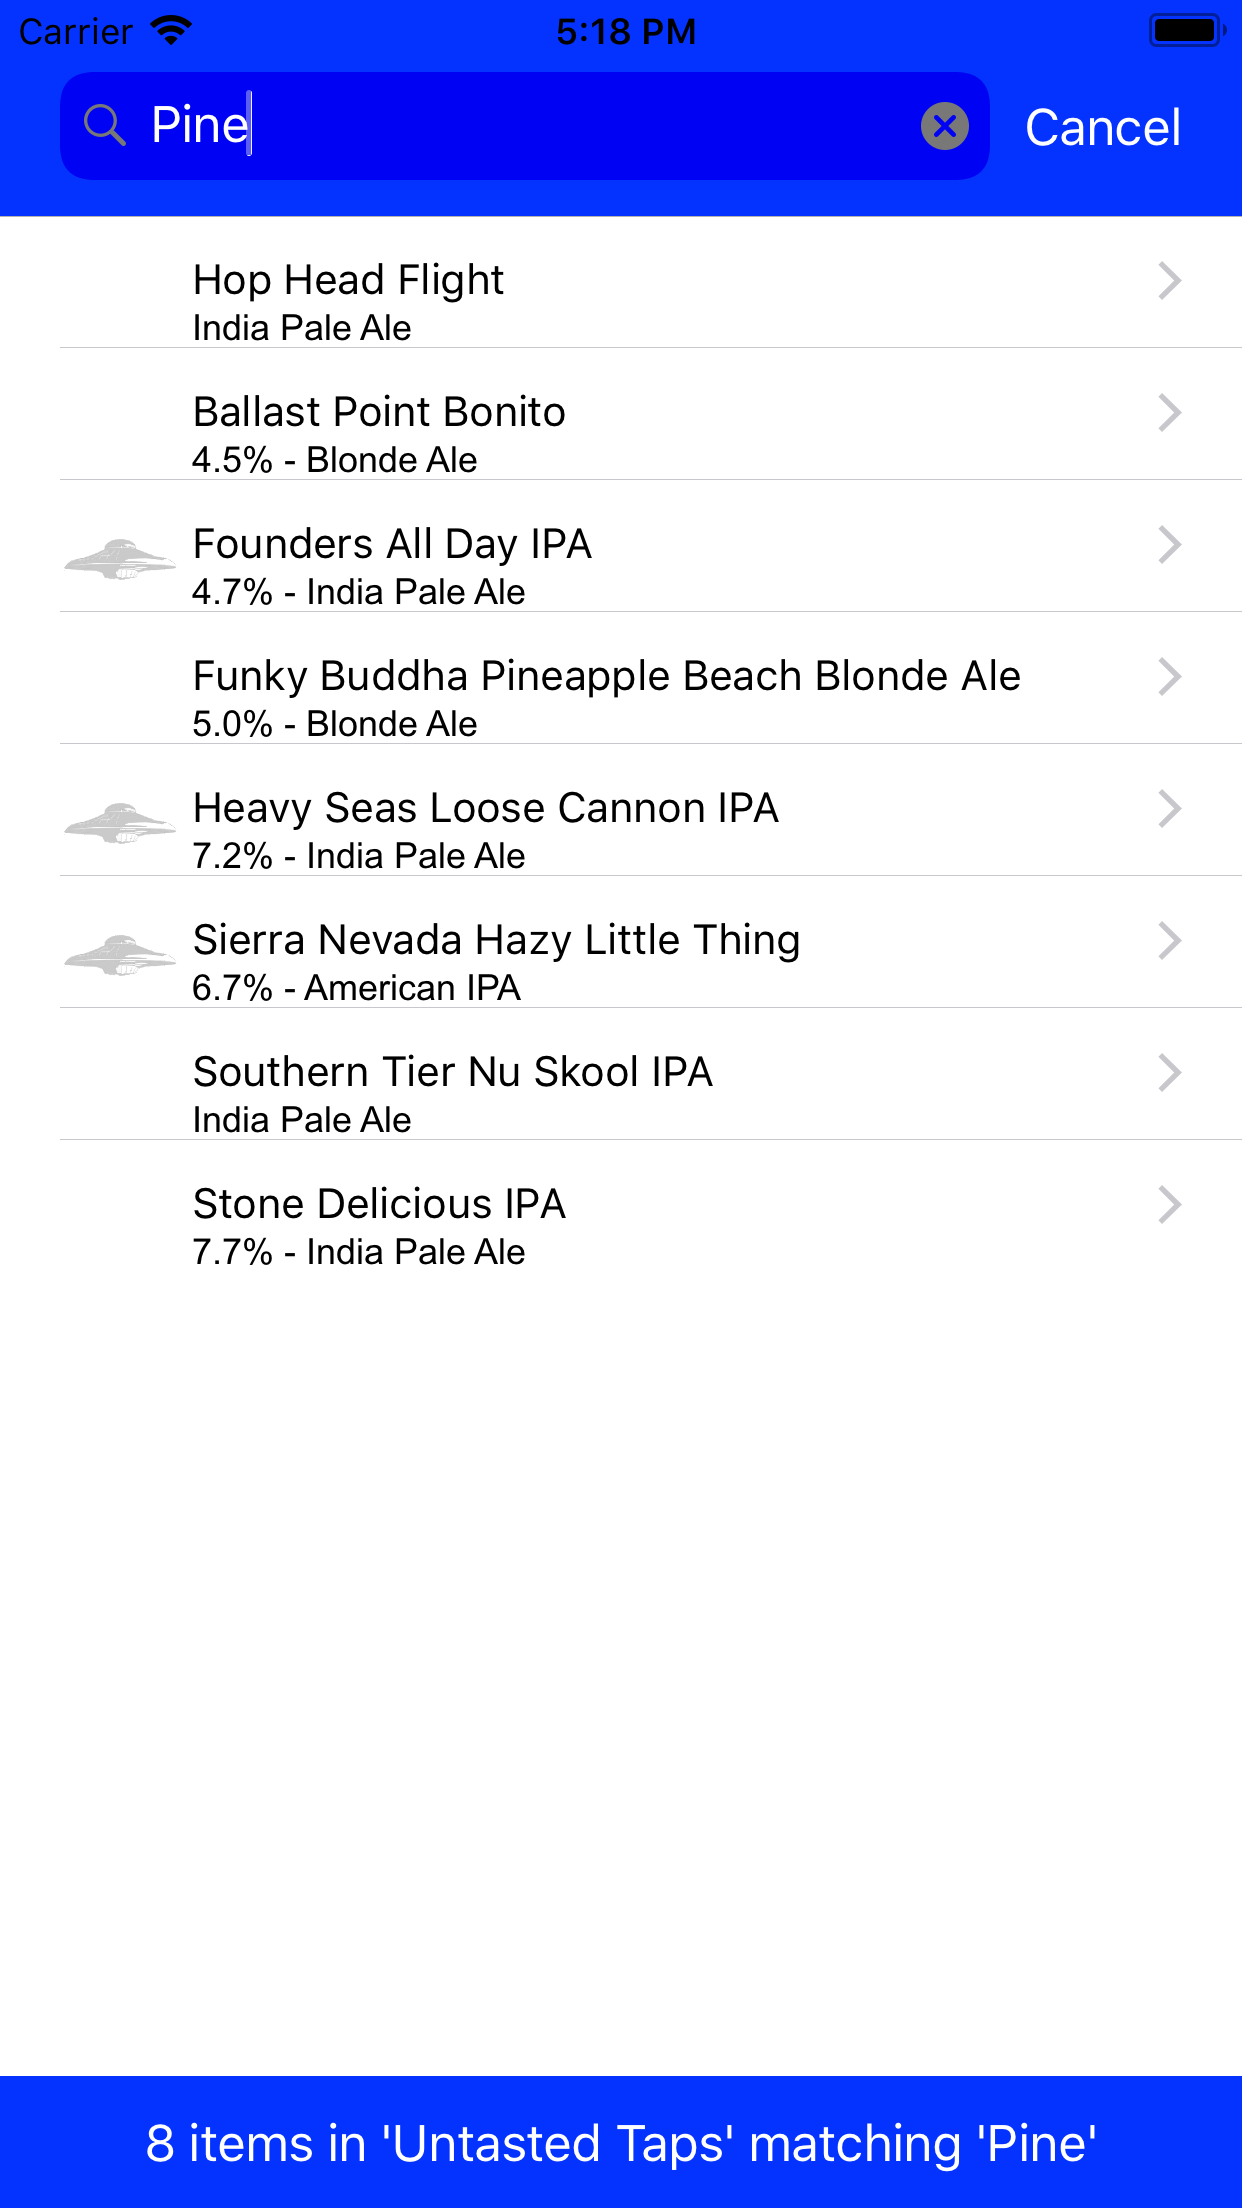 Carrier 5:18 PM
Pine Cancel
Hop Head Flight
India Pale Ale
Ballast Point Bonito
4.5% - Blonde Ale
Founders All Day IPA
4.7% - India Pale Ale
Funky Buddha Pineapple Beach Blonde Ale
5.0% - Blonde Ale
Heavy Seas Loose Cannon IPA
7.2% - India Pale Ale
Sierra Nevada Hazy Little Thing
6.7% - American IPA
Southern Tier Nu Skool IPA
India Pale Ale
Stone Delicious IPA
7.7% - India Pale Ale
8 items in 'Untasted Taps' matching 'Pine'